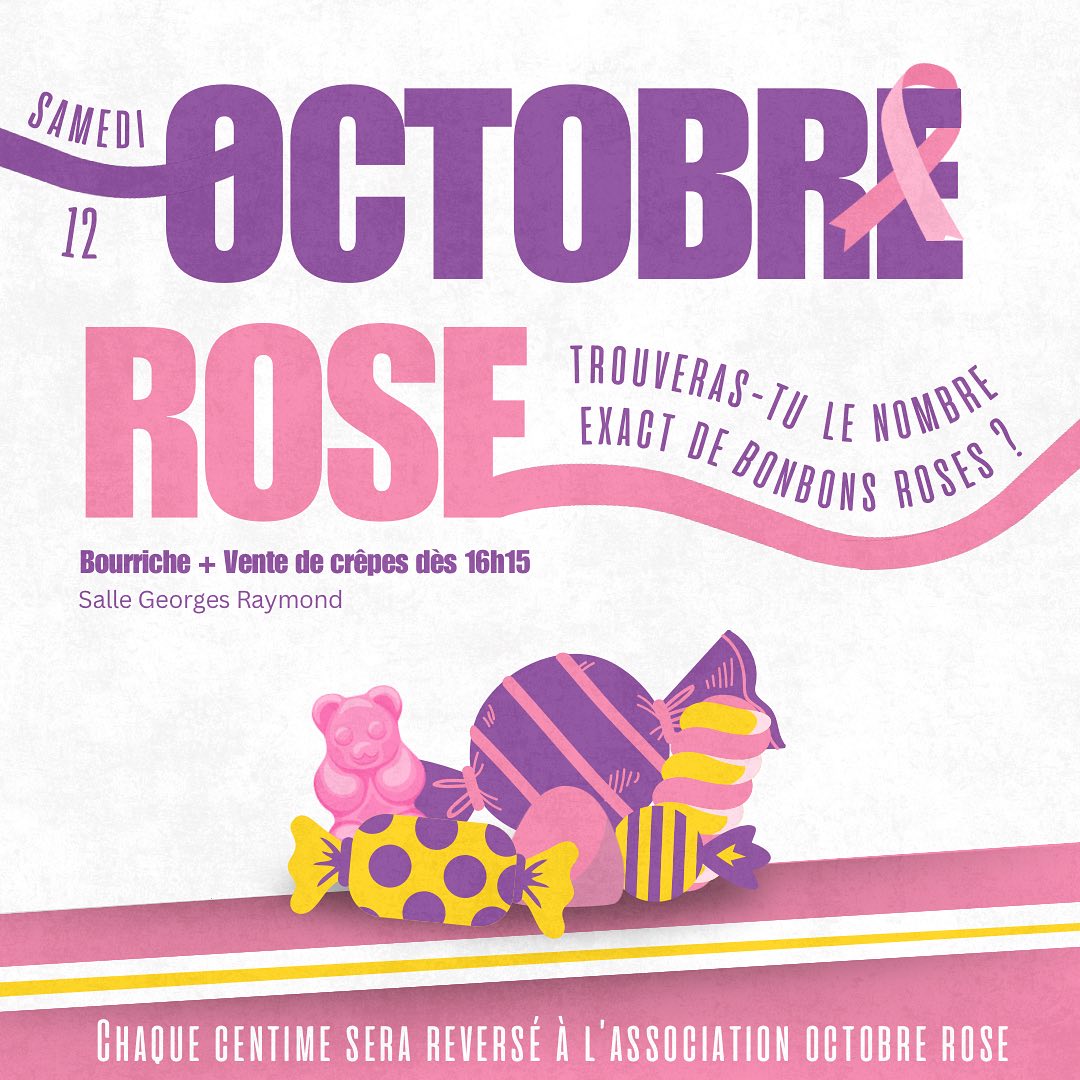 SAMEDI
12
OCTOBRE
ROSE
TROUVERAS-TU LE NOMBRE
EXACT DE BONBONS ROSES ?
Bourriche + Vente de crêpes dès 16h15
Salle Georges Raymond
CHAQUE CENTIME SERA REVERSÉ À L'ASSOCIATION OCTOBRE ROSE